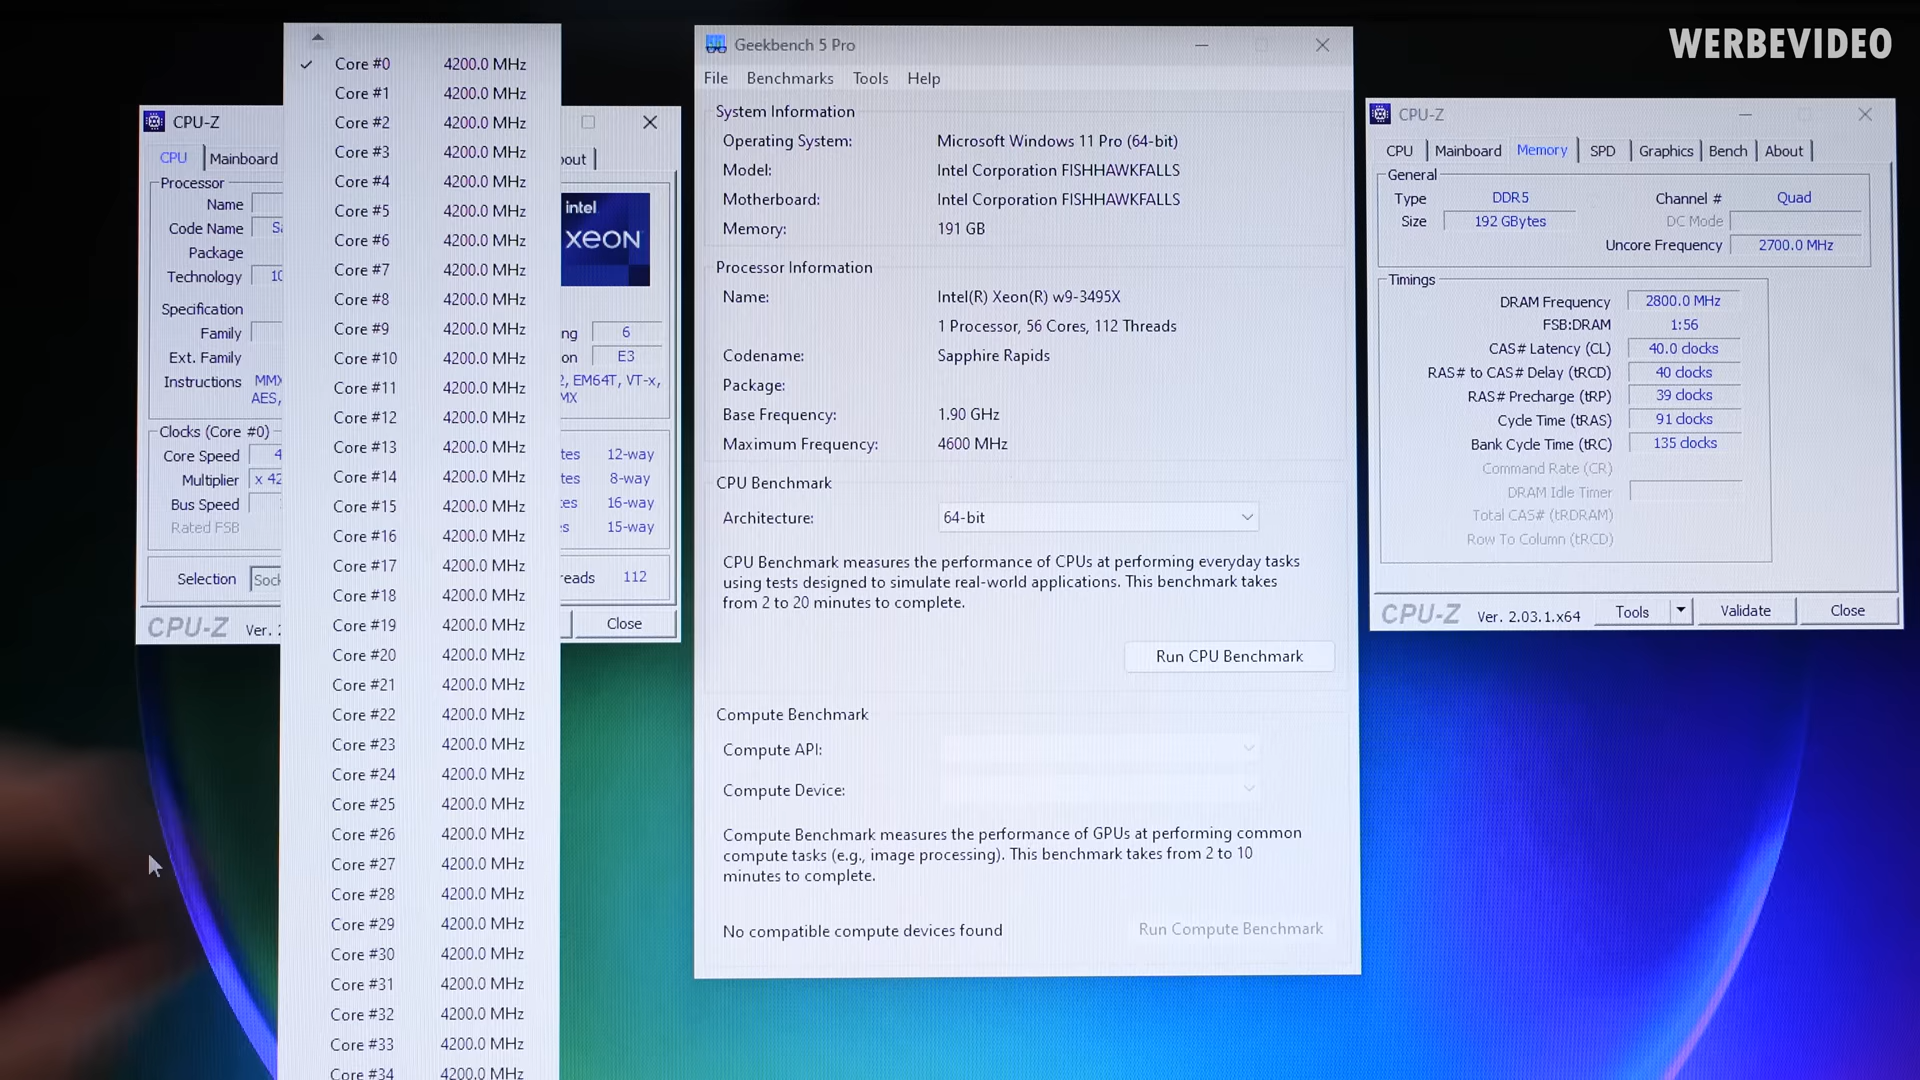 WERBEVIDEO
Core #0 4200.0 MHz
Core #1 4200.0 MHz
Core #2 4200.0 MHz
Core #3 4200.0 MHz
Core #4 4200.0 MHz
Core #5 4200.0 MHz
Core #6 4200.0 MHz
Core #7 4200.0 MHz
Core #8 4200.0 MHz
Core #9 4200.0 MHz
Core #10 4200.0 MHz
Core #11 4200.0 MHz
Core #12 4200.0 MHz
Core #13 4200.0 MHz
Core #14 4200.0 MHz
Core #15 4200.0 MHz
Core #16 4200.0 MHz
Core #17 4200.0 MHz
Core #18 4200.0 MHz
Core #19 4200.0 MHz
Core #20 4200.0 MHz
Core #21 4200.0 MHz
Core #22 4200.0 MHz
Core #23 4200.0 MHz
Core #24 4200.0 MHz
Core #25 4200.0 MHz
Core #26 4200.0 MHz
Core #27 4200.0 MHz
Core #28 4200.0 MHz
Core #29 4200.0 MHz
Core #30 4200.0 MHz
Core #31 4200.0 MHz
Core #32 4200.0 MHz
Core #33 4200.0 MHz
Core #34 4200.0 MHz
CPU-Z
CPU Mainboard out
Processor
Name
Code Name
Package
Technology
Specification
Family
Ext. Family
Instructions MMX
AES,
intel
XEON
ng 6
on E3
2, EM64T, VT-x,
MX
Clocks (Core #0)
Core Speed 4
Multiplier x 42
Bus Speed
Rated FSB
tes 12-way
tes 8-way
es 16-way
s 15-way
Selection Sock
reads 112
CPU-Z Ver. 2
Close
Geekbench 5 Pro
File Benchmarks Tools Help
System Information
Operating System: Microsoft Windows 11 Pro (64-bit)
Model: Intel Corporation FISHHAWKFALLS
Motherboard: Intel Corporation FISHHAWKFALLS
Memory: 191 GB
Processor Information
Name: Intel(R) Xeon(R) w9-3495X
1 Processor, 56 Cores, 112 Threads
Codename: Sapphire Rapids
Package:
Base Frequency: 1.90 GHz
Maximum Frequency: 4600 MHz
CPU Benchmark
Architecture: 64-bit
CPU Benchmark measures the performance of CPUs at performing everyday tasks
using tests designed to simulate real-world applications. This benchmark takes
from 2 to 20 minutes to complete.
Run CPU Benchmark
Compute Benchmark
Compute API:
Compute Device:
Compute Benchmark measures the performance of GPUs at performing common
compute tasks (e.g., image processing). This benchmark takes from 2 to 10
minutes to complete.
No compatible compute devices found
Run Compute Benchmark
CPU-Z
CPU Mainboard Memory SPD Graphics Bench About
General
Type DDR5 Channel # Quad
Size 192 GBytes DC Mode
Uncore Frequency 2700.0 MHz
Timings
DRAM Frequency 2800.0 MHz
FSB:DRAM 1:56
CAS# Latency (CL) 40.0 clocks
RAS# to CAS# Delay (tRCD) 40 clocks
RAS# Precharge (tRP) 39 clocks
Cycle Time (tRAS) 91 clocks
Bank Cycle Time (tRC) 135 clocks
Command Rate (CR)
DRAM Idle Timer
Total CAS# (tRDRAM)
Row To Column (tRCD)
CPU-Z Ver. 2.03.1.x64 Tools Validate Close